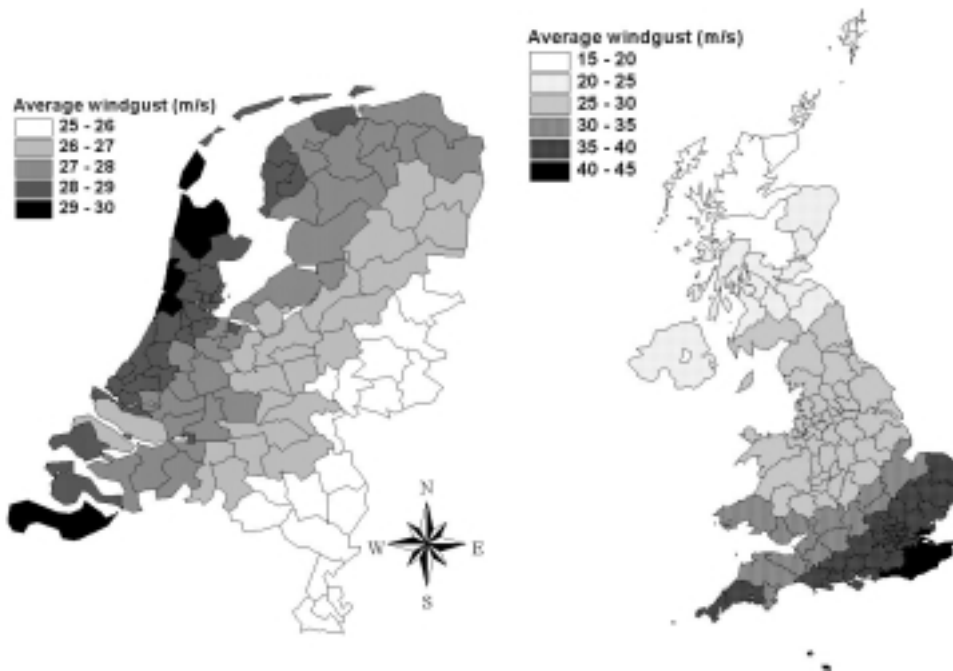 Average windgust (m/s)
25 - 26
26 - 27
27 - 28
28 - 29
29 - 30
N
W
E
S
Average windgust (m/s)
15 - 20
20 - 25
25 - 30
30 - 35
35 - 40
40 - 45